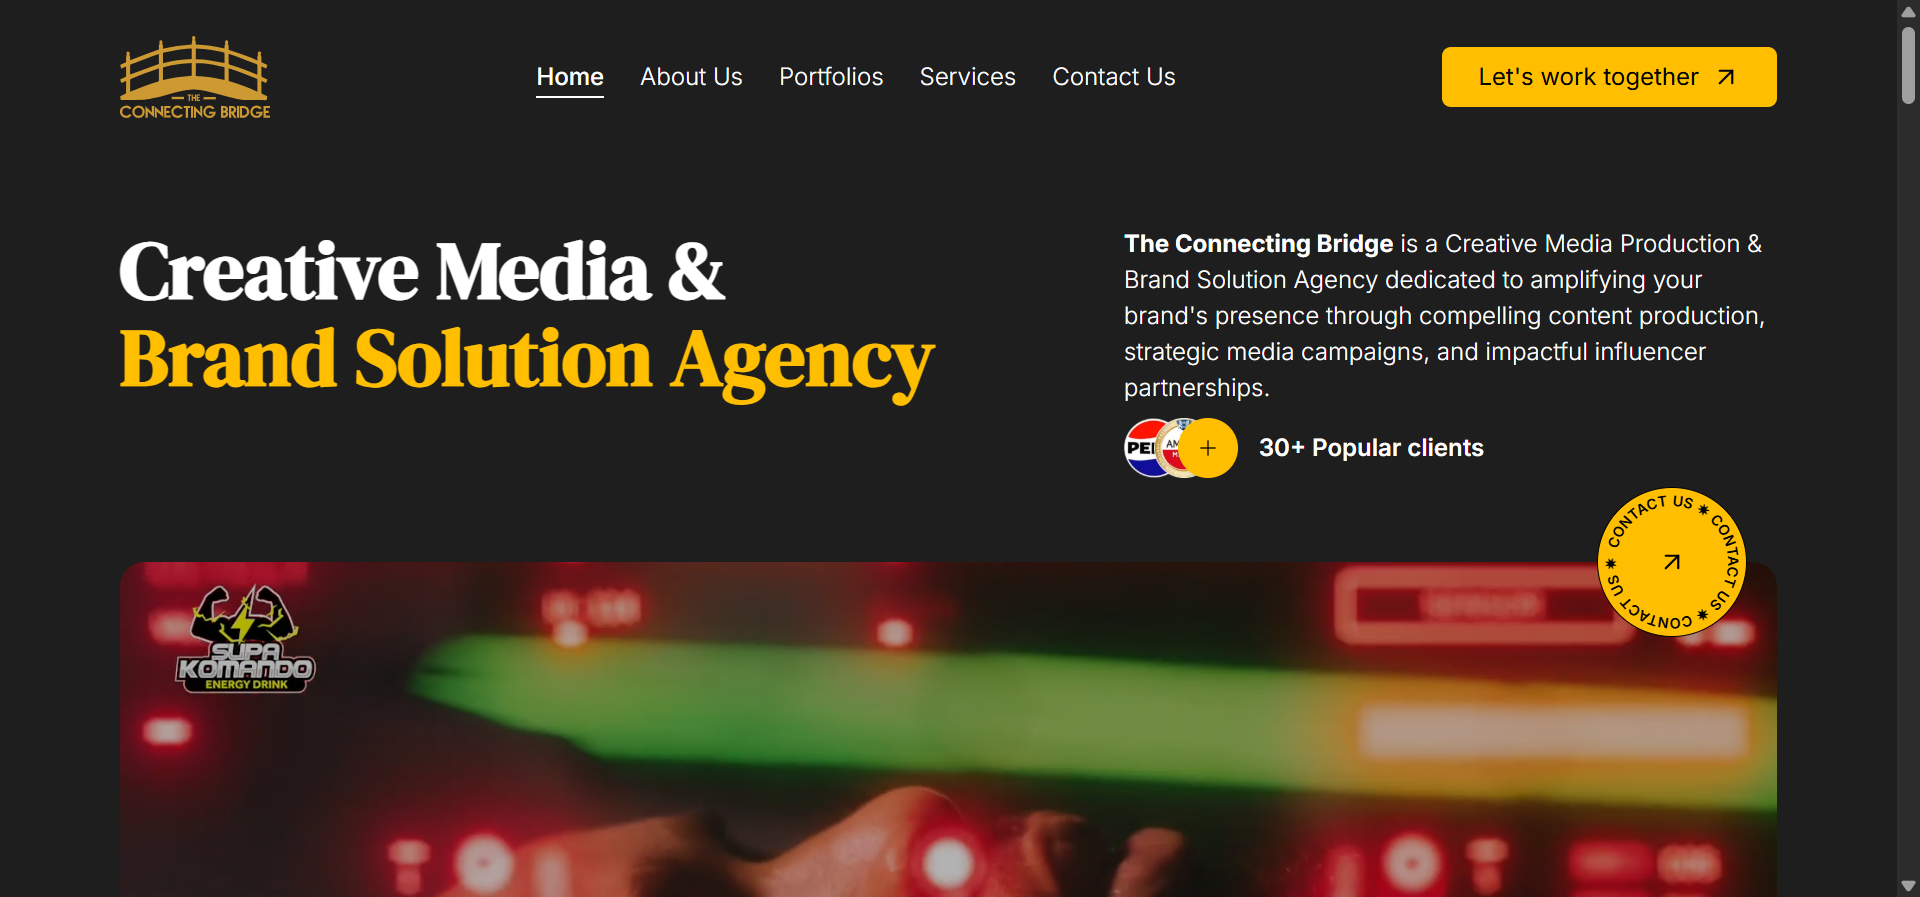 THE
CONNECTING BRIDGE
Home
About Us
Portfolios
Services
Contact Us
Let's work together
Creative Media &
Brand Solution Agency
The Connecting Bridge is a Creative Media Production &
Brand Solution Agency dedicated to amplifying your
brand's presence through compelling content production,
strategic media campaigns, and impactful influencer
partnerships.
30+ Popular clients
CONTACT US ✷ CONTACT US ✷ CONTACT US ✷
SUPA
KOMANDO
ENERGY DRINK